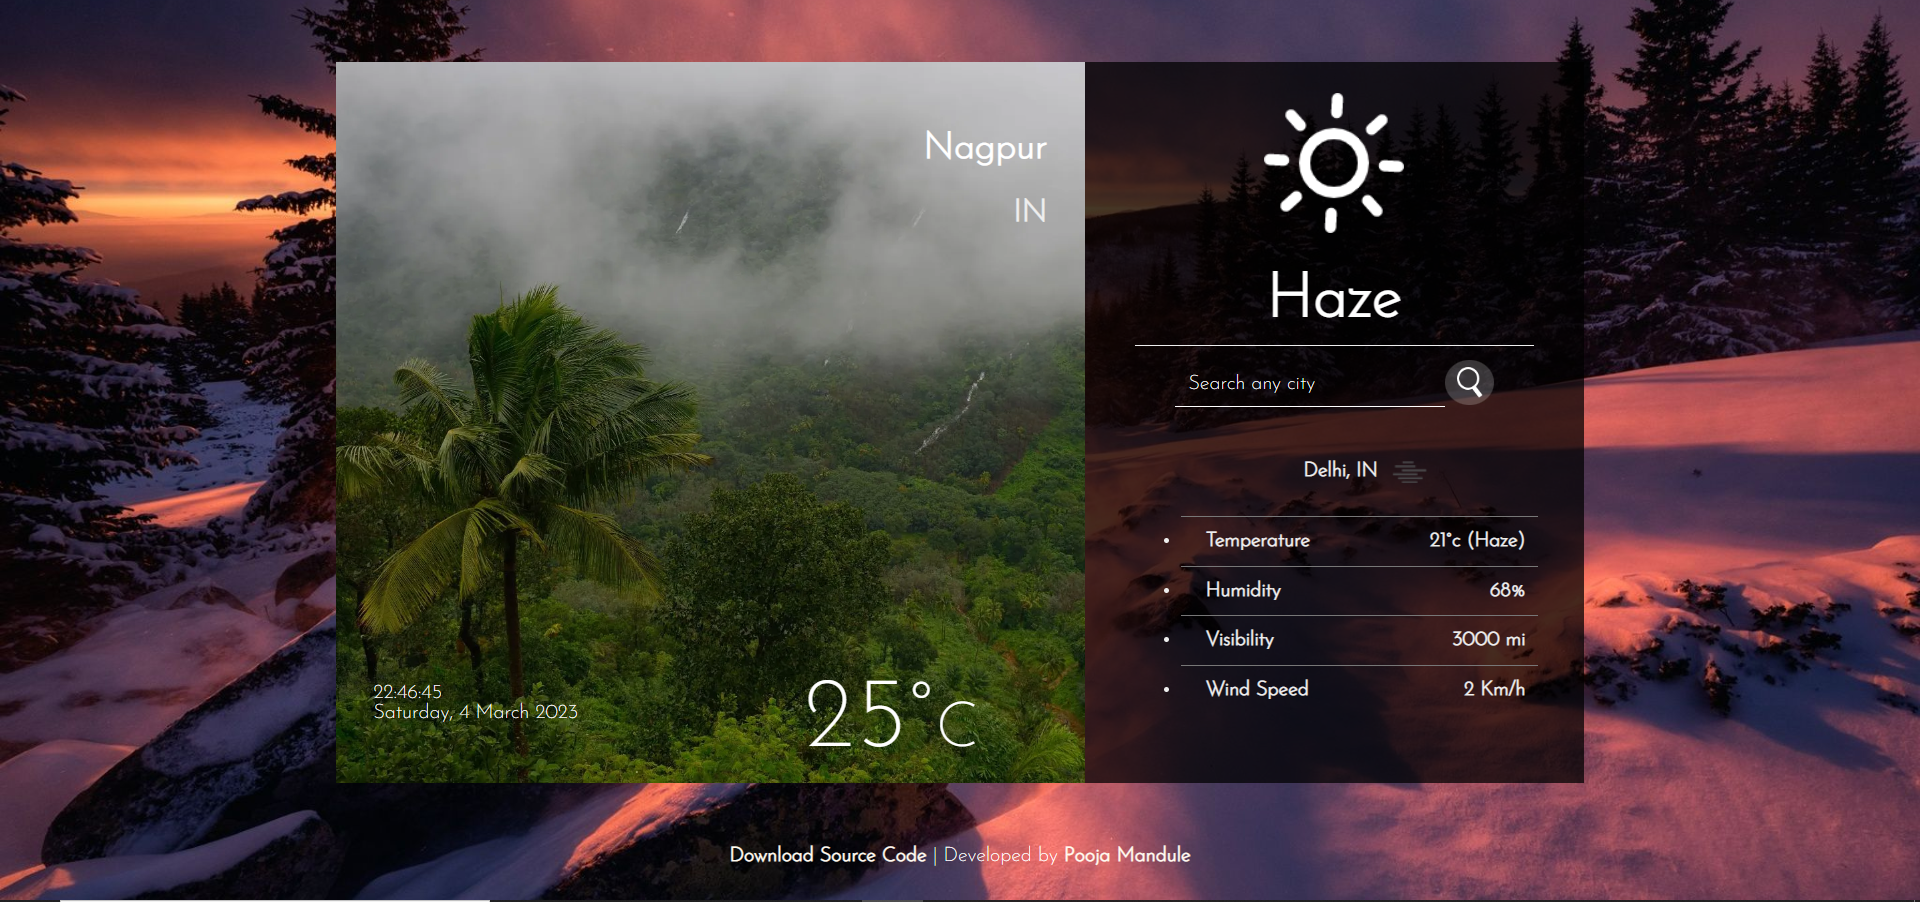 Nagpur
IN
22:46:45
Saturday, 4 March 2023
25°c
Haze
Search any city
Delhi, IN
Temperature 21°c (Haze)
Humidity 68%
Visibility 3000 mi
Wind Speed 2 Km/h
Download Source Code | Developed by Pooja Mandule